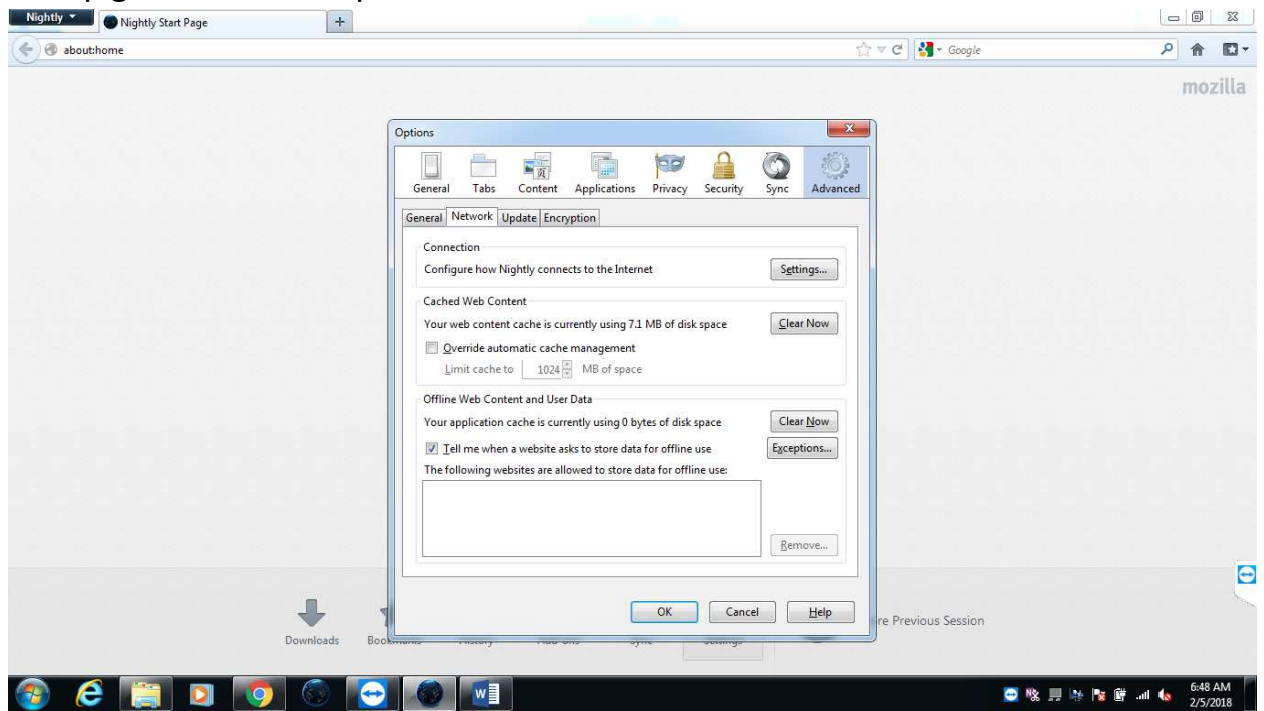 Nightly
Nightly Start Page
about:home
Google
mozilla
Options
General Tabs Content Applications Privacy Security Sync Advanced
General Network Update Encryption
Connection
Configure how Nightly connects to the Internet Settings...
Cached Web Content
Your web content cache is currently using 7.1 MB of disk space Clear Now
Override automatic cache management
Limit cache to 1024 MB of space
Offline Web Content and User Data
Your application cache is currently using 0 bytes of disk space Clear Now
Tell me when a website asks to store data for offline use Exceptions...
The following websites are allowed to store data for offline use:
Remove...
OK Cancel Help
re Previous Session
Downloads
6:48 AM
2/5/2018